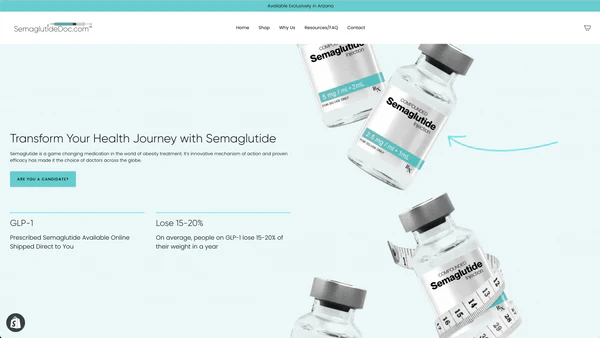 Available Exclusively in Arizona
SemaglutideDoc.com
Home
Shop
Why Us
Resources/FAQ
Contact
Semaglutide
injection
5 mg / ml • 2mL
COMPOUNDED
Semaglutide
injection
2.5 mg / ml • 1mL
Transform Your Health Journey with Semaglutide
Semaglutide is a game changing medication in the world of obesity treatment. It's innovative mechanism of action and proven
efficacy has made it the choice of doctors across the globe.
ARE YOU A CANDIDATE?
GLP-1
Prescribed Semaglutide Available Online
Shipped Direct to You
Lose 15-20%
On average, people on GLP-1 lose 15-20% of
their weight in a year
COMPOUNDED
Semaglutide
injection
COMPOUNDED
Semaglutide
injection